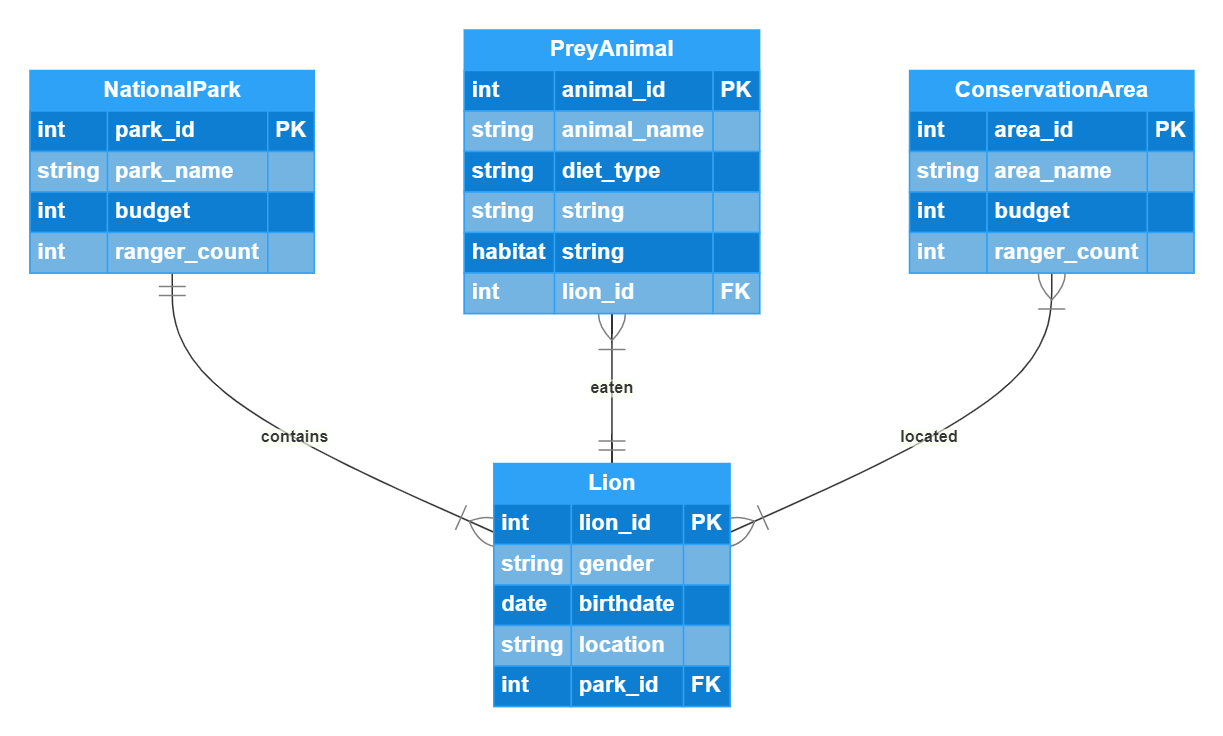 NationalPark
int park_id PK
string park_name
int budget
int ranger_count
PreyAnimal
int animal_id PK
string animal_name
string diet_type
string string
habitat string
int lion_id FK
ConservationArea
int area_id PK
string area_name
int budget
int ranger_count
contains
eaten
located
Lion
int lion_id PK
string gender
date birthdate
string location
int park_id FK